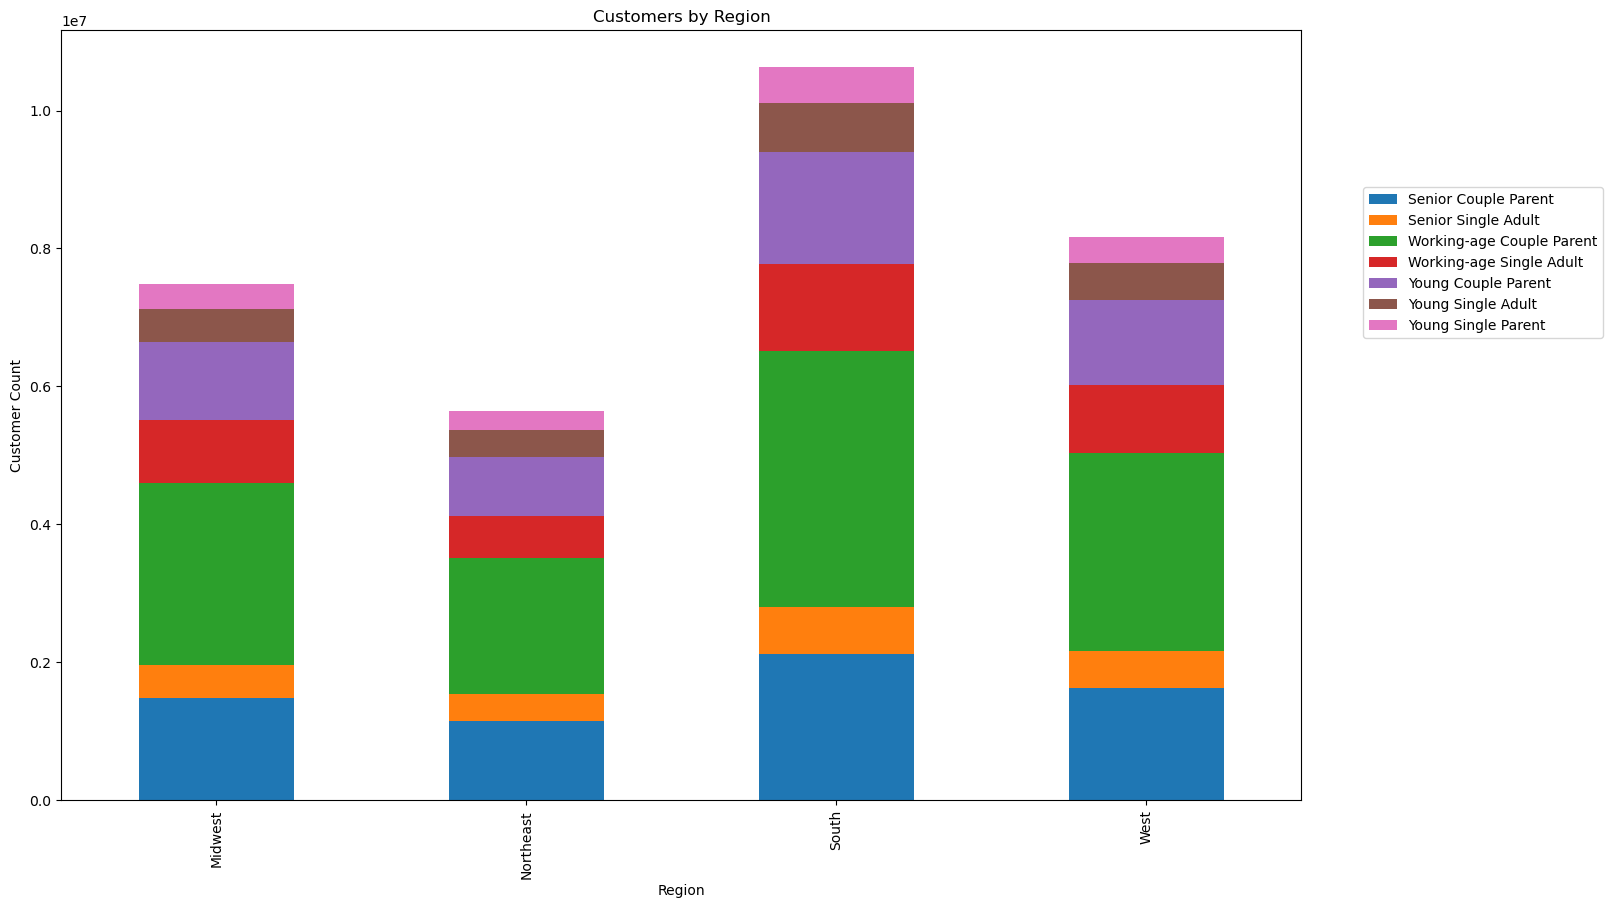 Customers by Region
1e7
1.0
0.8
0.6
0.4
0.2
0.0
Customer Count
Midwest
Northeast
South
West
Region
Senior Couple Parent
Senior Single Adult
Working-age Couple Parent
Working-age Single Adult
Young Couple Parent
Young Single Adult
Young Single Parent